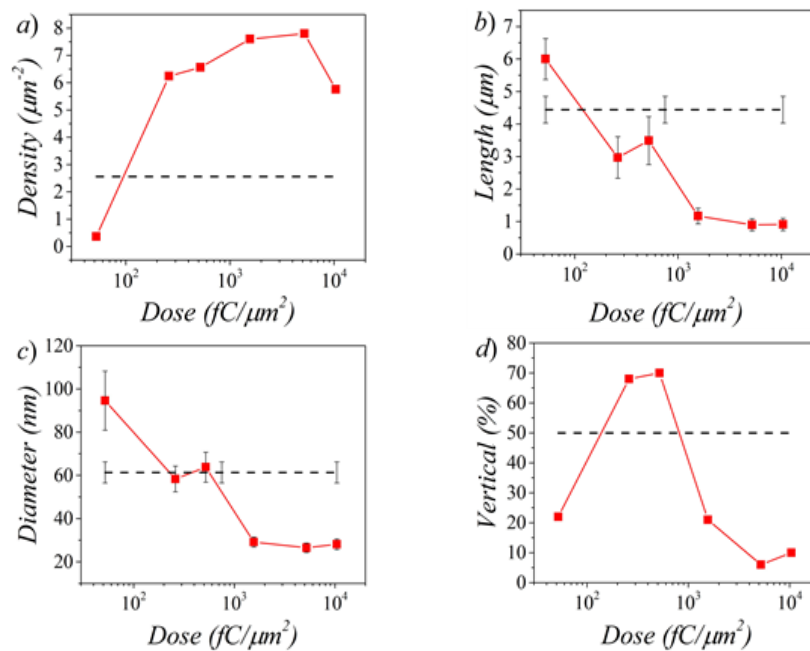 a)
Density (μm⁻²)
8
7
6
5
4
3
2
1
0
10² 10³ 10⁴
Dose (fC/μm²)
b)
Length (μm)
7
6
5
4
3
2
1
0
10² 10³ 10⁴
Dose (fC/μm²)
c)
Diameter (nm)
120
100
80
60
40
20
10² 10³ 10⁴
Dose (fC/μm²)
d)
Vertical (%)
80
70
60
50
40
30
20
10
0
10² 10³ 10⁴
Dose (fC/μm²)